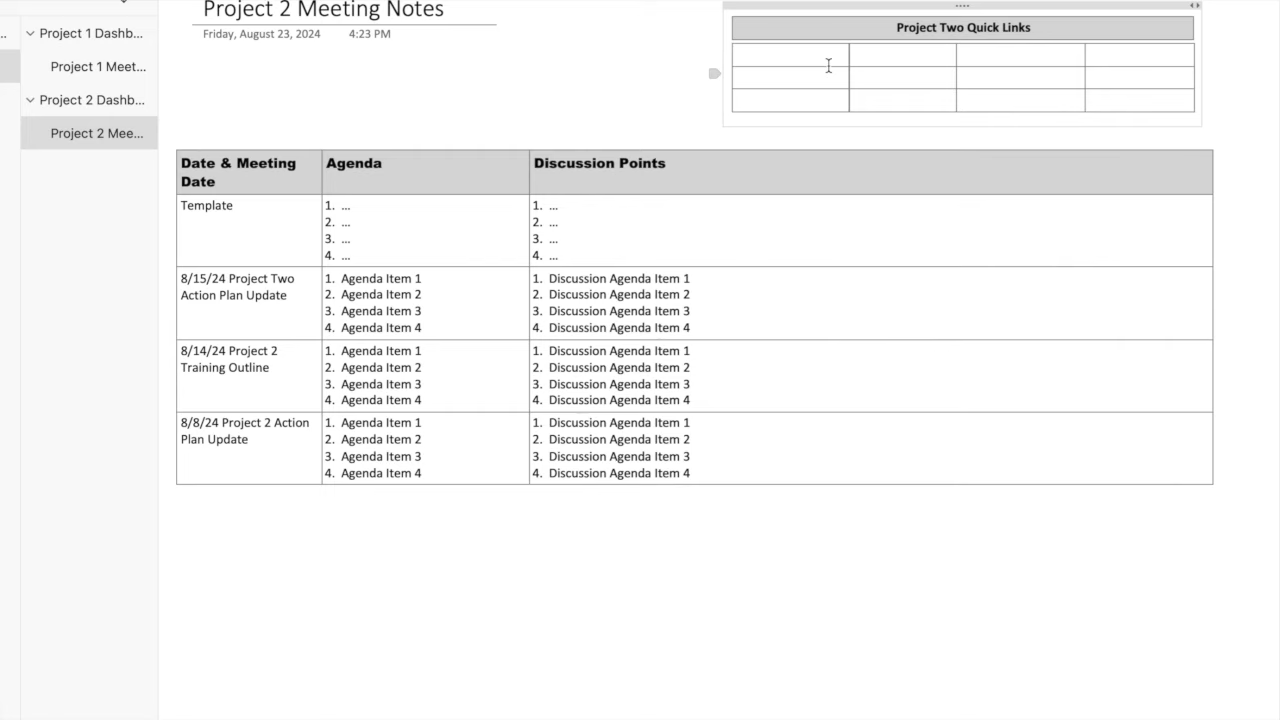 Project 1 Dashb...
Project 1 Meet...
Project 2 Dashb...
Project 2 Mee...
Project 2 Meeting Notes
Friday, August 23, 2024 4:23 PM
Project Two Quick Links
Date & Meeting
Date
Agenda
Discussion Points
Template
1. ...
2. ...
3. ...
4. ...
1. ...
2. ...
3. ...
4. ...
8/15/24 Project Two
Action Plan Update
1. Agenda Item 1
2. Agenda Item 2
3. Agenda Item 3
4. Agenda Item 4
1. Discussion Agenda Item 1
2. Discussion Agenda Item 2
3. Discussion Agenda Item 3
4. Discussion Agenda Item 4
8/14/24 Project 2
Training Outline
1. Agenda Item 1
2. Agenda Item 2
3. Agenda Item 3
4. Agenda Item 4
1. Discussion Agenda Item 1
2. Discussion Agenda Item 2
3. Discussion Agenda Item 3
4. Discussion Agenda Item 4
8/8/24 Project 2 Action
Plan Update
1. Agenda Item 1
2. Agenda Item 2
3. Agenda Item 3
4. Agenda Item 4
1. Discussion Agenda Item 1
2. Discussion Agenda Item 2
3. Discussion Agenda Item 3
4. Discussion Agenda Item 4